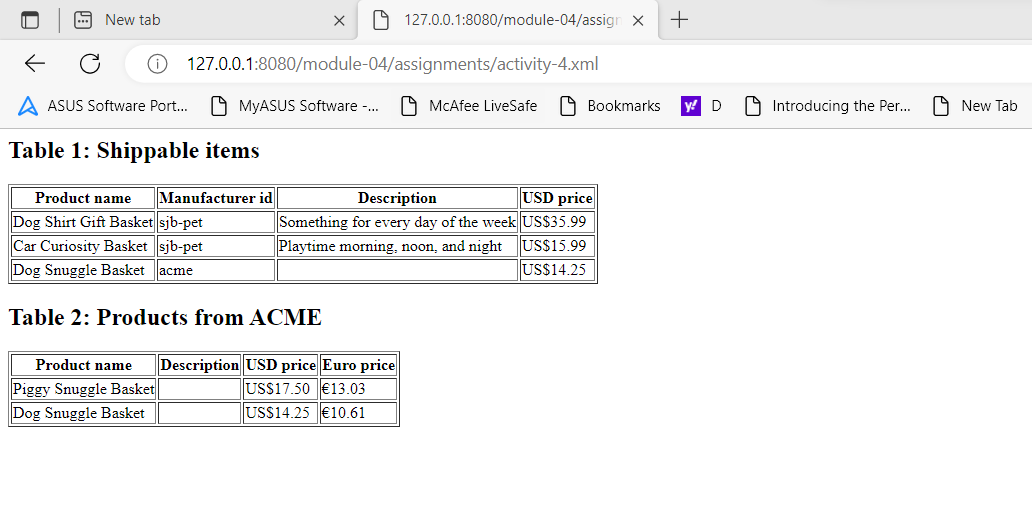 New tab
127.0.0.1:8080/module-04/assign
127.0.0.1:8080/module-04/assignments/activity-4.xml
ASUS Software Port... MyASUS Software -... McAfee LiveSafe Bookmarks y! D Introducing the Per... New Tab
Table 1: Shippable items
Product name Manufacturer id Description USD price
Dog Shirt Gift Basket sjb-pet Something for every day of the week US$35.99
Car Curiosity Basket sjb-pet Playtime morning, noon, and night US$15.99
Dog Snuggle Basket acme US$14.25
Table 2: Products from ACME
Product name Description USD price Euro price
Piggy Snuggle Basket US$17.50 €13.03
Dog Snuggle Basket US$14.25 €10.61